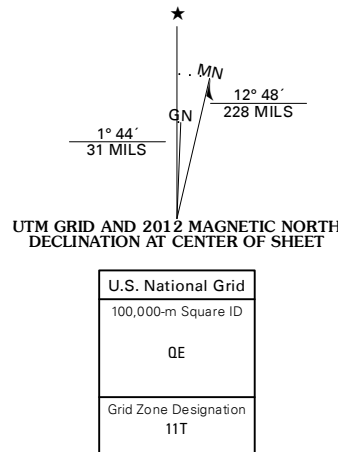 ★
MN
GN
12° 48´
228 MILS
1° 44´
31 MILS
UTM GRID AND 2012 MAGNETIC NORTH
DECLINATION AT CENTER OF SHEET
U.S. National Grid
100,000-m Square ID
QE
Grid Zone Designation
11T